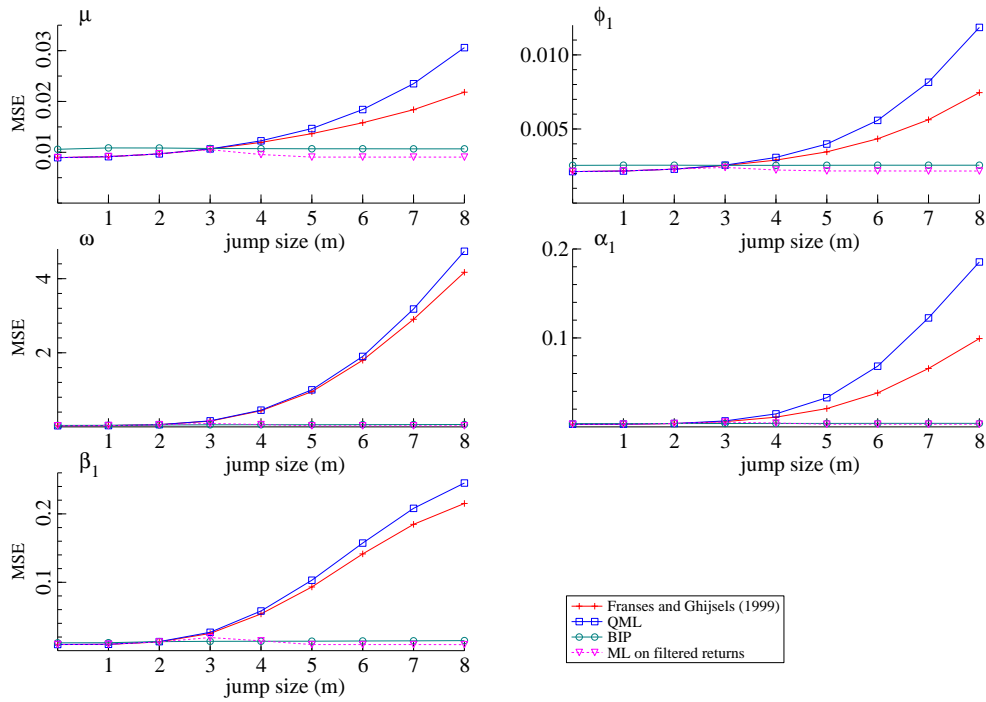 μ
MSE
0.01 0.02 0.03
1 2 3 4 5 6 7 8
jump size (m)
ϕ1
0.005
0.010
1 2 3 4 5 6 7 8
jump size (m)
ω
MSE
4
2
1 2 3 4 5 6 7 8
jump size (m)
α1
0.2
0.1
1 2 3 4 5 6 7 8
jump size (m)
β1
MSE
0.1 0.2
1 2 3 4 5 6 7 8
jump size (m)
Franses and Ghijsels (1999)
QML
BIP
ML on filtered returns